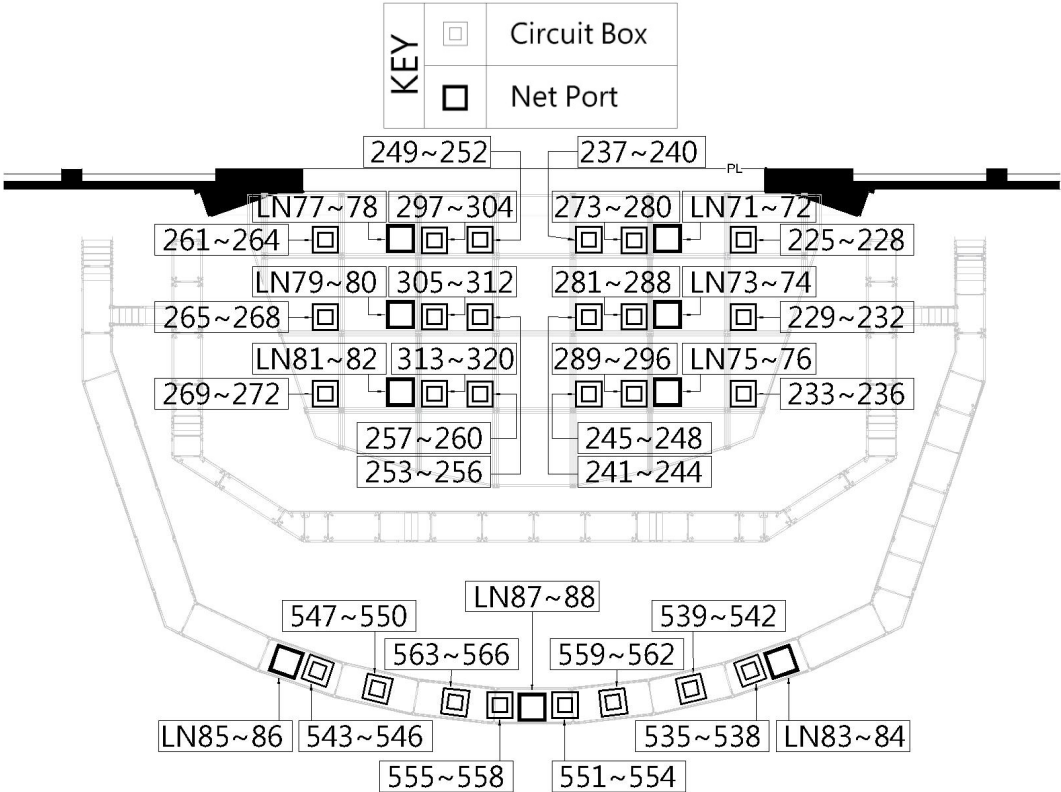 KEY
Circuit Box
Net Port
249~252
237~240
PL
LN77~78
297~304
273~280
LN71~72
261~264
225~228
LN79~80
305~312
281~288
LN73~74
265~268
229~232
LN81~82
313~320
289~296
LN75~76
269~272
233~236
257~260
245~248
253~256
241~244
LN87~88
547~550
539~542
563~566
559~562
LN85~86
543~546
535~538
LN83~84
555~558
551~554